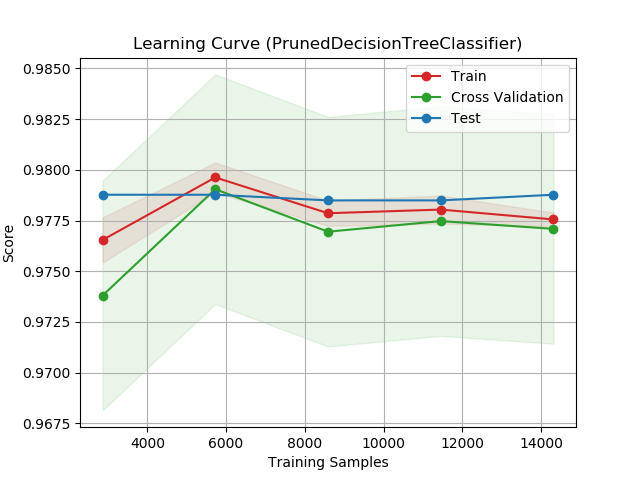 Learning Curve (PrunedDecisionTreeClassifier)
0.9850
0.9825
0.9800
0.9775
0.9750
0.9725
0.9700
0.9675
Score
Train
Cross Validation
Test
4000 6000 8000 10000 12000 14000
Training Samples